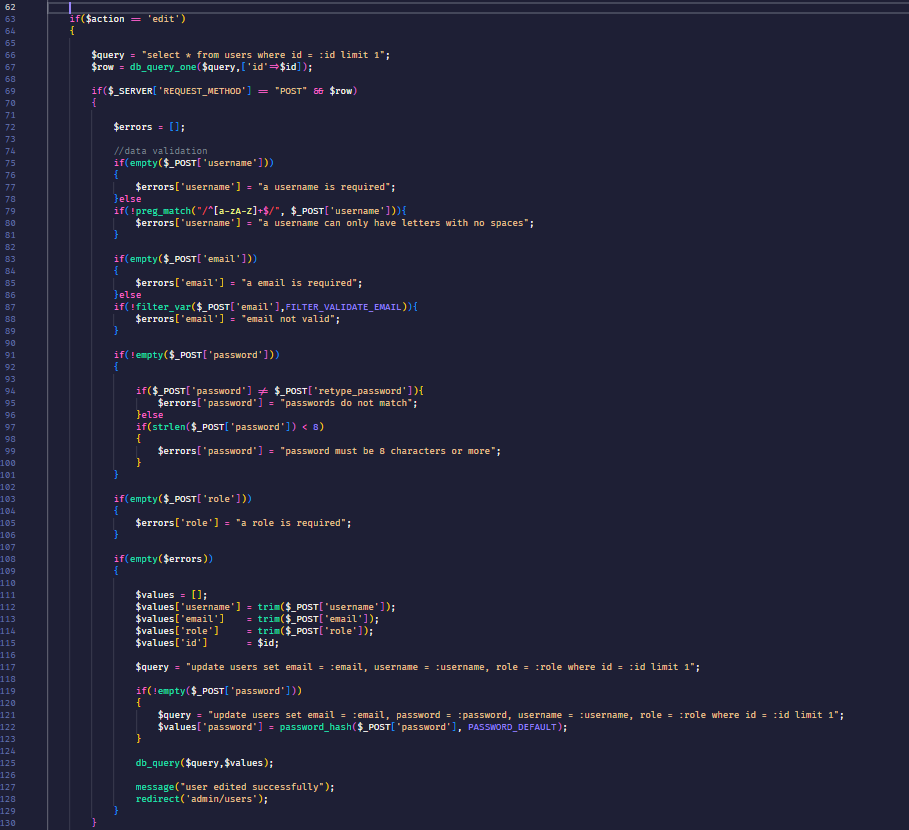 62
63 if($action == 'edit')
64 {
65
66 $query = "select * from users where id = :id limit 1";
67 $row = db_query_one($query,['id'=>$id]);
68
69 if($_SERVER['REQUEST_METHOD'] == "POST" && $row)
70 {
71
72 $errors = [];
73
74 //data validation
75 if(empty($_POST['username']))
76 {
77 $errors['username'] = "a username is required";
78 }else
79 if(!preg_match("/^[a-zA-Z]+$/", $_POST['username'])){
80 $errors['username'] = "a username can only have letters with no spaces";
81 }
82
83 if(empty($_POST['email']))
84 {
85 $errors['email'] = "a email is required";
86 }else
87 if(!filter_var($_POST['email'],FILTER_VALIDATE_EMAIL)){
88 $errors['email'] = "email not valid";
89 }
90
91 if(!empty($_POST['password']))
92 {
93
94 if($_POST['password'] != $_POST['retype_password']){
95 $errors['password'] = "passwords do not match";
96 }else
97 if(strlen($_POST['password']) < 8)
98 {
99 $errors['password'] = "password must be 8 characters or more";
100 }
101 }
102
103 if(empty($_POST['role']))
104 {
105 $errors['role'] = "a role is required";
106 }
107
108 if(empty($errors))
109 {
110
111 $values = [];
112 $values['username'] = trim($_POST['username']);
113 $values['email'] = trim($_POST['email']);
114 $values['role'] = trim($_POST['role']);
115 $values['id'] = $id;
116
117 $query = "update users set email = :email, username = :username, role = :role where id = :id limit 1";
118
119 if(!empty($_POST['password']))
120 {
121 $query = "update users set email = :email, password = :password, username = :username, role = :role where id = :id limit 1";
122 $values['password'] = password_hash($_POST['password'], PASSWORD_DEFAULT);
123 }
124
125 db_query($query,$values);
126
127 message("user edited successfully");
128 redirect('admin/users');
129 }
130 }